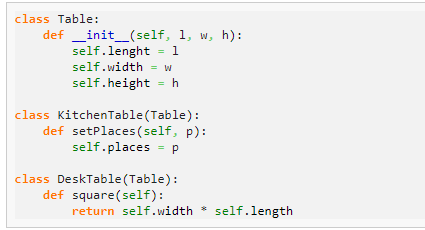 class Table:
    def __init__(self, l, w, h):
        self.lenght = l
        self.width = w
        self.height = h
class KitchenTable(Table):
    def setPlaces(self, p):
        self.places = p
class DeskTable(Table):
    def square(self):
        return self.width * self.length